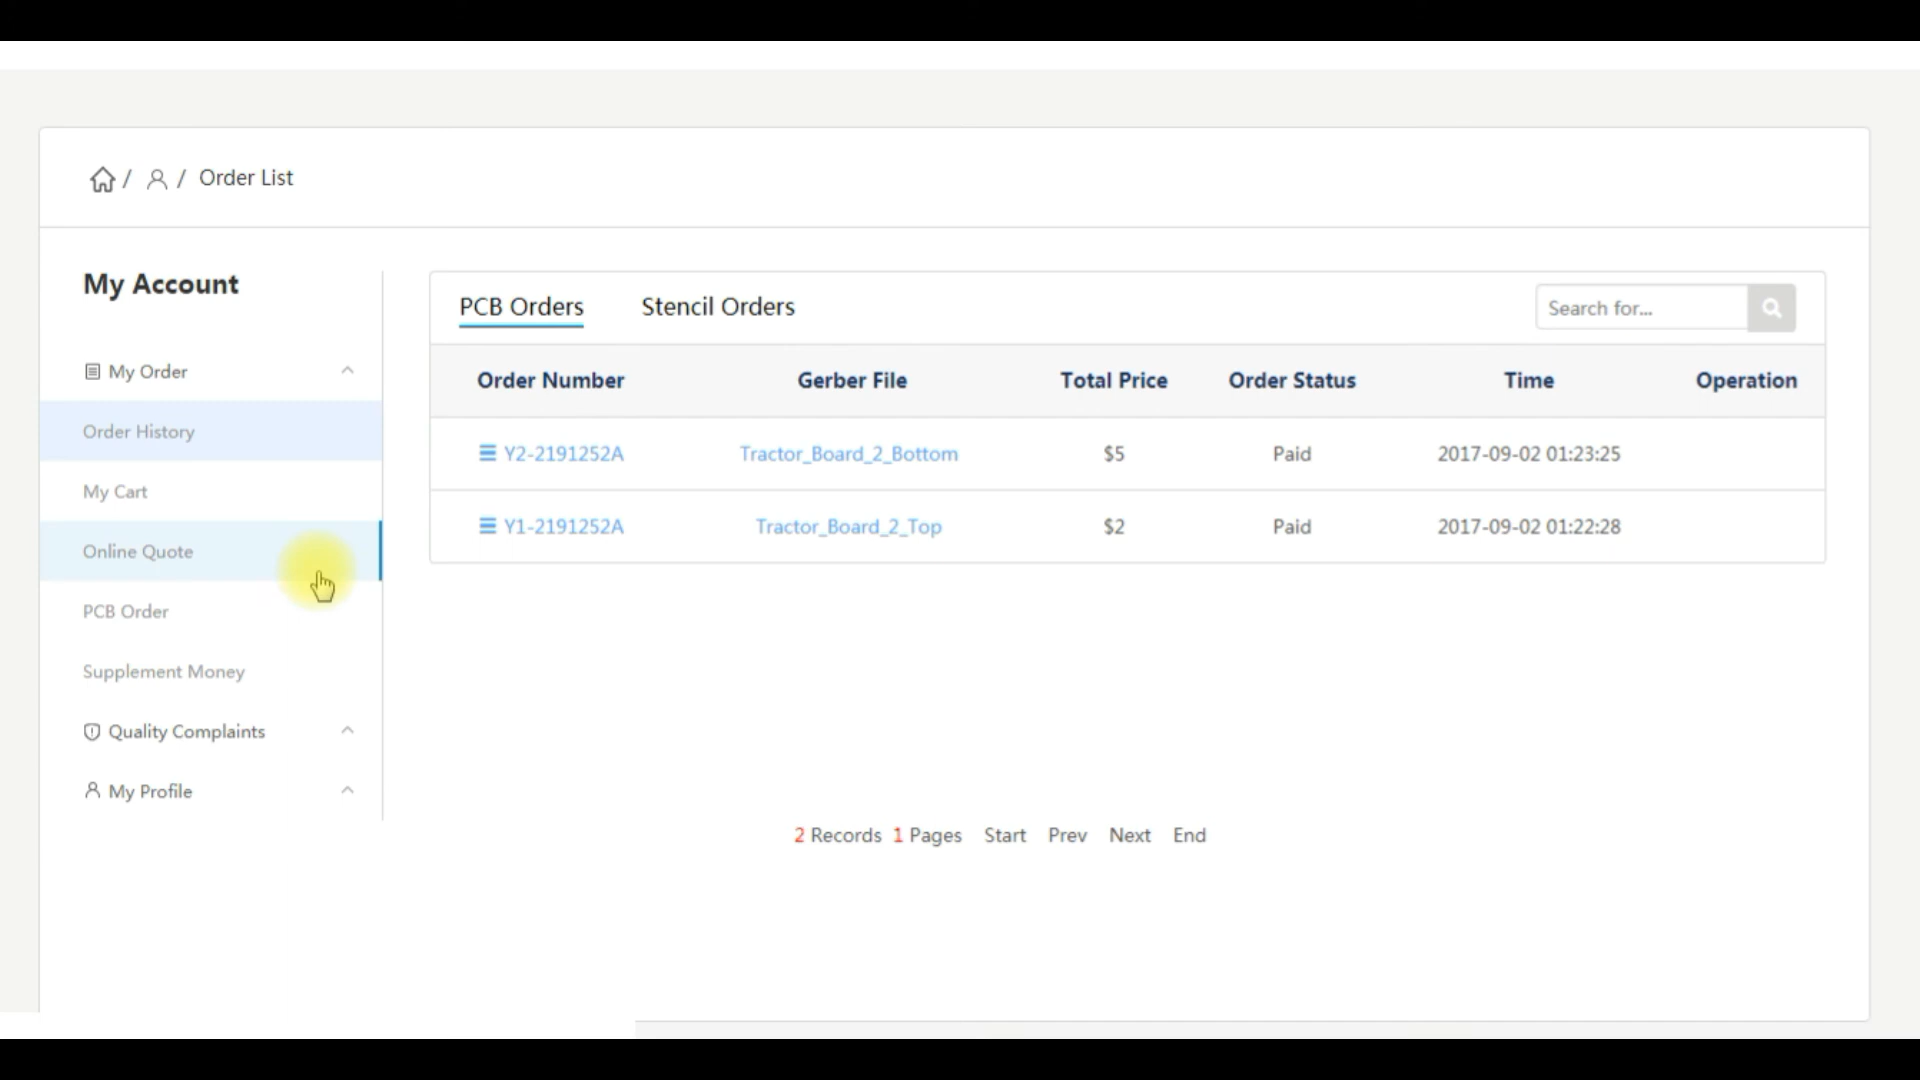 / / Order List
My Account
My Order
Order History
My Cart
Online Quote
PCB Order
Supplement Money
Quality Complaints
My Profile
PCB Orders Stencil Orders Search for...
Order Number Gerber File Total Price Order Status Time Operation
Y2-2191252A Tractor_Board_2_Bottom $5 Paid 2017-09-02 01:23:25
Y1-2191252A Tractor_Board_2_Top $2 Paid 2017-09-02 01:22:28
2 Records 1 Pages Start Prev Next End